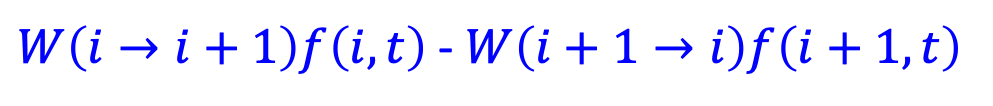 W(i → i + 1)f(i, t) - W(i + 1 → i)f(i + 1, t)